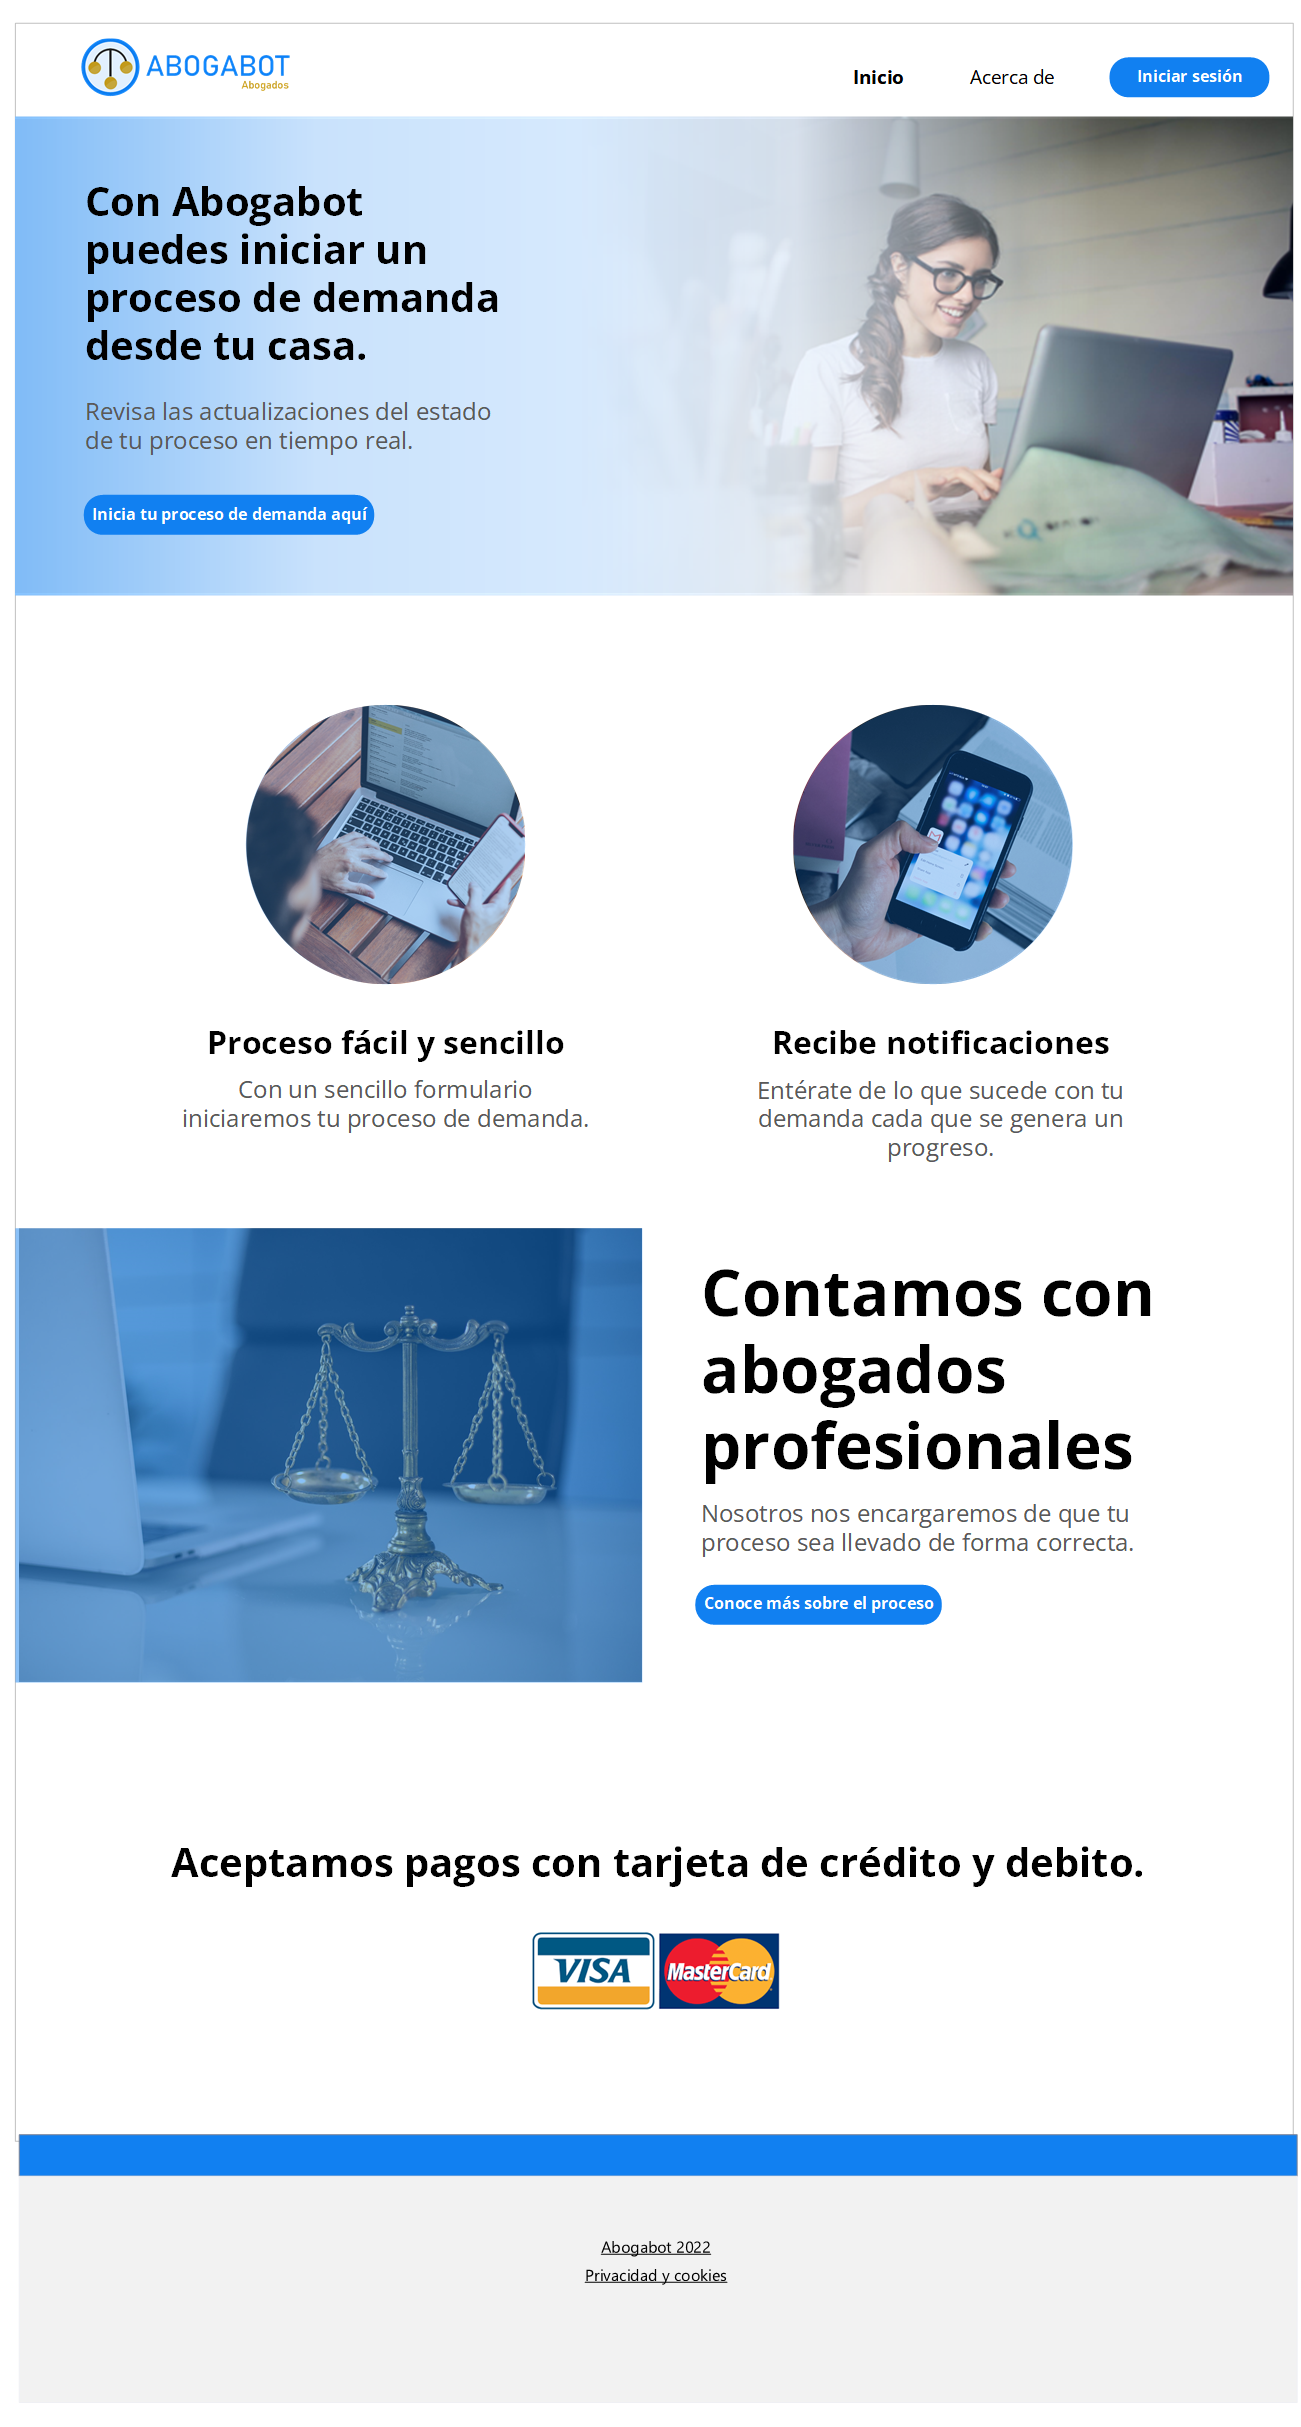 ABOGABOT
Abogados
Inicio
Acerca de
Iniciar sesión
Con Abogabot
puedes iniciar un
proceso de demanda
desde tu casa.
Revisa las actualizaciones del estado
de tu proceso en tiempo real.
Inicia tu proceso de demanda aquí
Proceso fácil y sencillo
Con un sencillo formulario
iniciaremos tu proceso de demanda.
Recibe notificaciones
Entérate de lo que sucede con tu
demanda cada que se genera un
progreso.
Contamos con
abogados
profesionales
Nosotros nos encargaremos de que tu
proceso sea llevado de forma correcta.
Conoce más sobre el proceso
Aceptamos pagos con tarjeta de crédito y debito.
VISA
MasterCard
Abogabot 2022
Privacidad y cookies